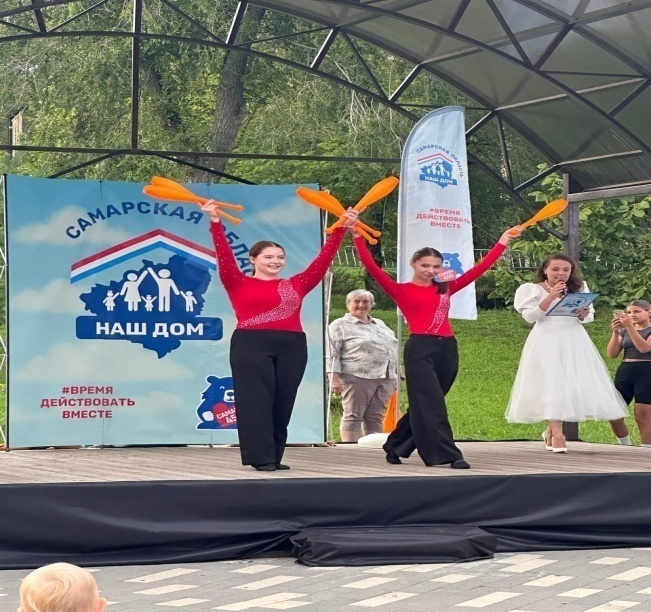 САМАРСКАЯ
НАШ ДОМ
#ВРЕМЯ
ДЕЙСТВОВАТЬ
ВМЕСТЕ
САМАРСКАЯ ОБЛАСТЬ
НАШ ДОМ
#ВРЕМЯ
ДЕЙСТВОВАТЬ
ВМЕСТЕ